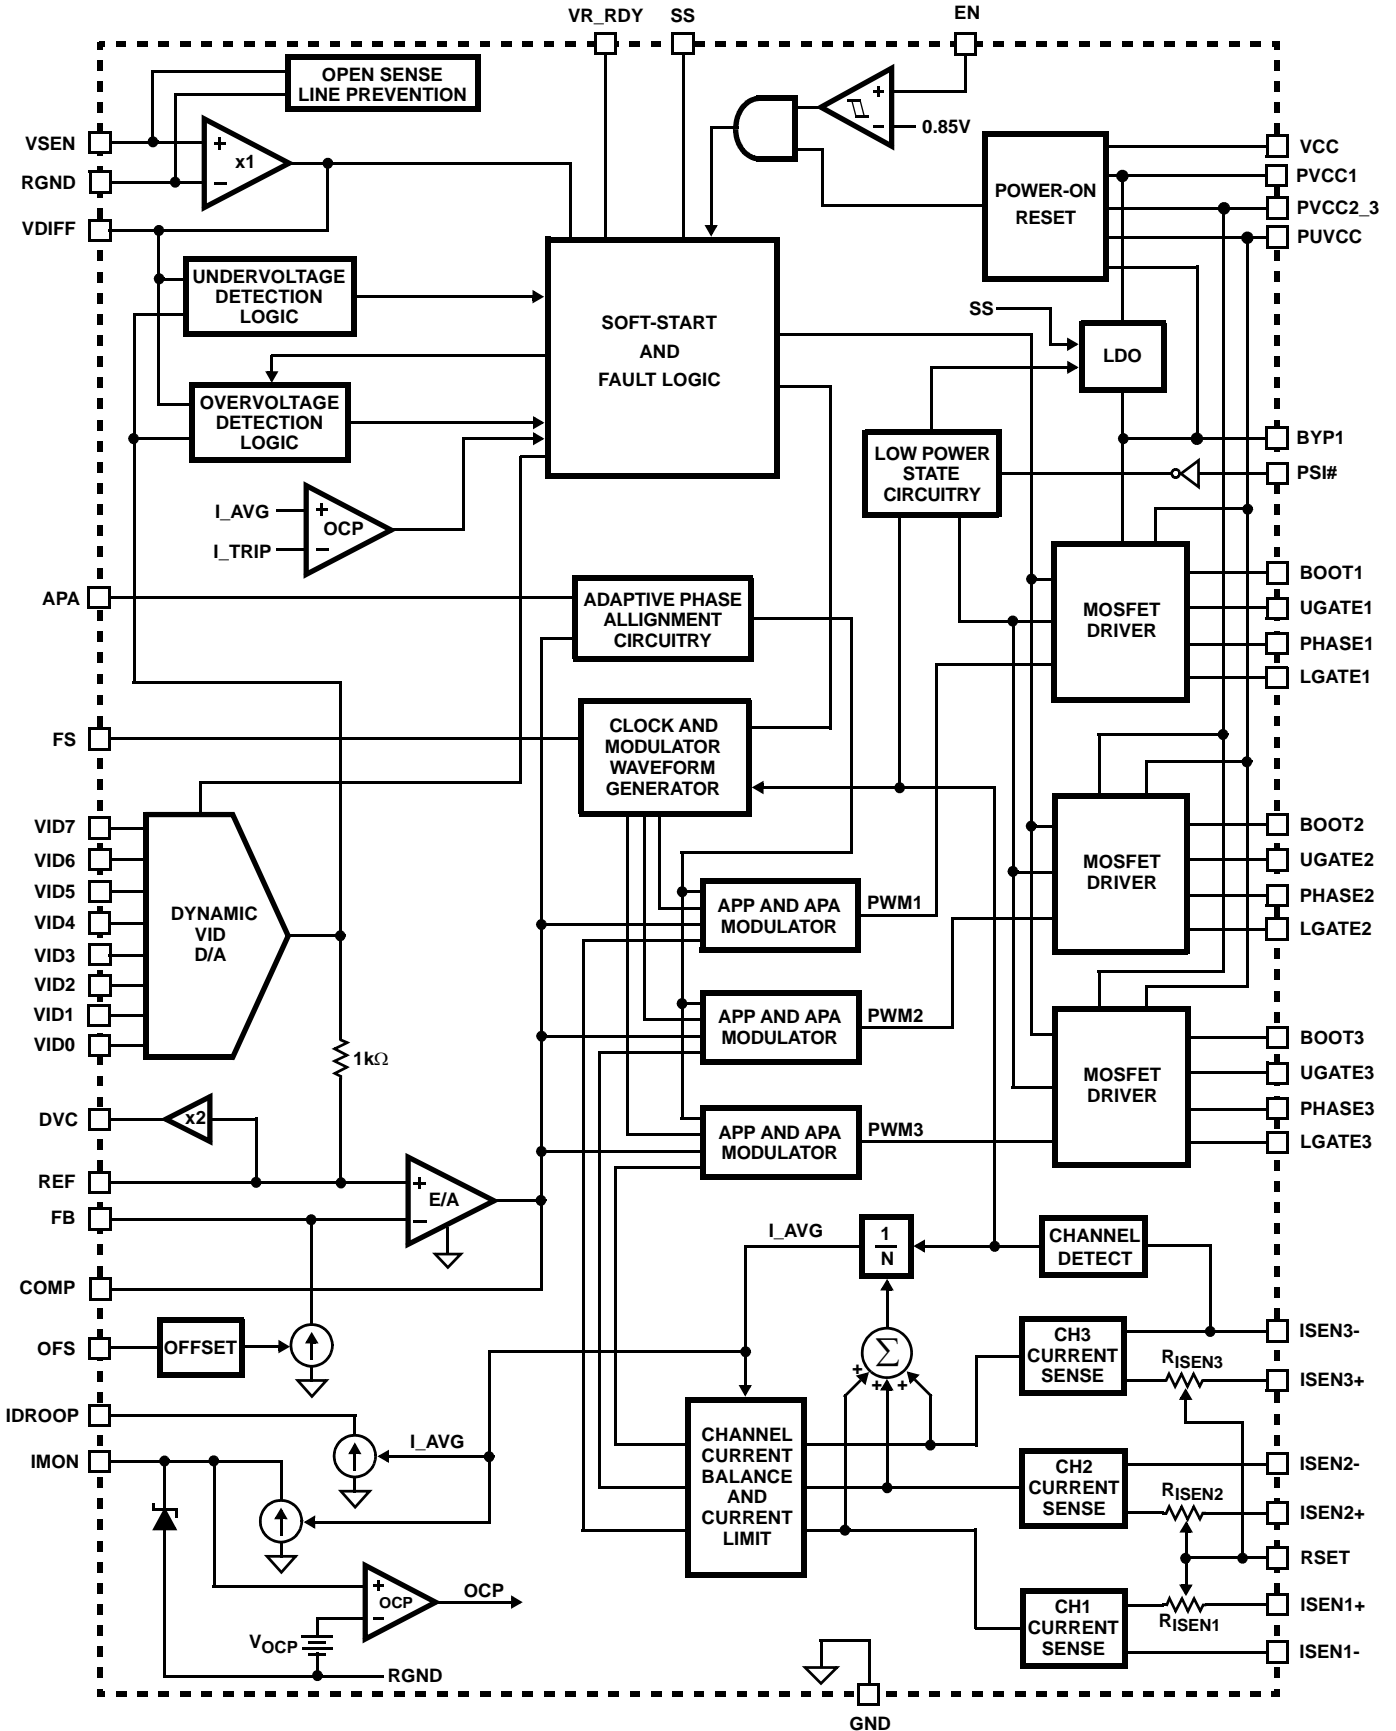 VR_RDY
SS
EN
OPEN SENSE
LINE PREVENTION
VSEN
+
x1
−
RGND
VDIFF
+
−
0.85V
POWER-ON
RESET
VCC
PVCC1
PVCC2_3
PUVCC
UNDERVOLTAGE
DETECTION
LOGIC
SOFT-START
AND
FAULT LOGIC
SS
LDO
OVERVOLTAGE
DETECTION
LOGIC
LOW POWER
STATE
CIRCUITRY
BYP1
PSI#
I_AVG
+
OCP
I_TRIP
−
APA
ADAPTIVE PHASE
ALLIGNMENT
CIRCUITRY
MOSFET
DRIVER
BOOT1
UGATE1
PHASE1
LGATE1
FS
CLOCK AND
MODULATOR
WAVEFORM
GENERATOR
VID7
VID6
VID5
VID4
VID3
VID2
VID1
VID0
DYNAMIC
VID
D/A
APP AND APA
MODULATOR
PWM1
MOSFET
DRIVER
BOOT2
UGATE2
PHASE2
LGATE2
1kΩ
APP AND APA
MODULATOR
PWM2
MOSFET
DRIVER
BOOT3
UGATE3
PHASE3
LGATE3
DVC
x2
APP AND APA
MODULATOR
PWM3
REF
+
E/A
−
FB
COMP
I_AVG
1
N
CHANNEL
DETECT
OFS
OFFSET
Σ
+
+
+
CH3
CURRENT
SENSE
RISEN3
ISEN3-
ISEN3+
IDROOP
I_AVG
IMON
CHANNEL
CURRENT
BALANCE
AND
CURRENT
LIMIT
CH2
CURRENT
SENSE
RISEN2
ISEN2-
ISEN2+
RSET
+
OCP
−
OCP
VOCP
RGND
CH1
CURRENT
SENSE
RISEN1
ISEN1+
ISEN1-
GND